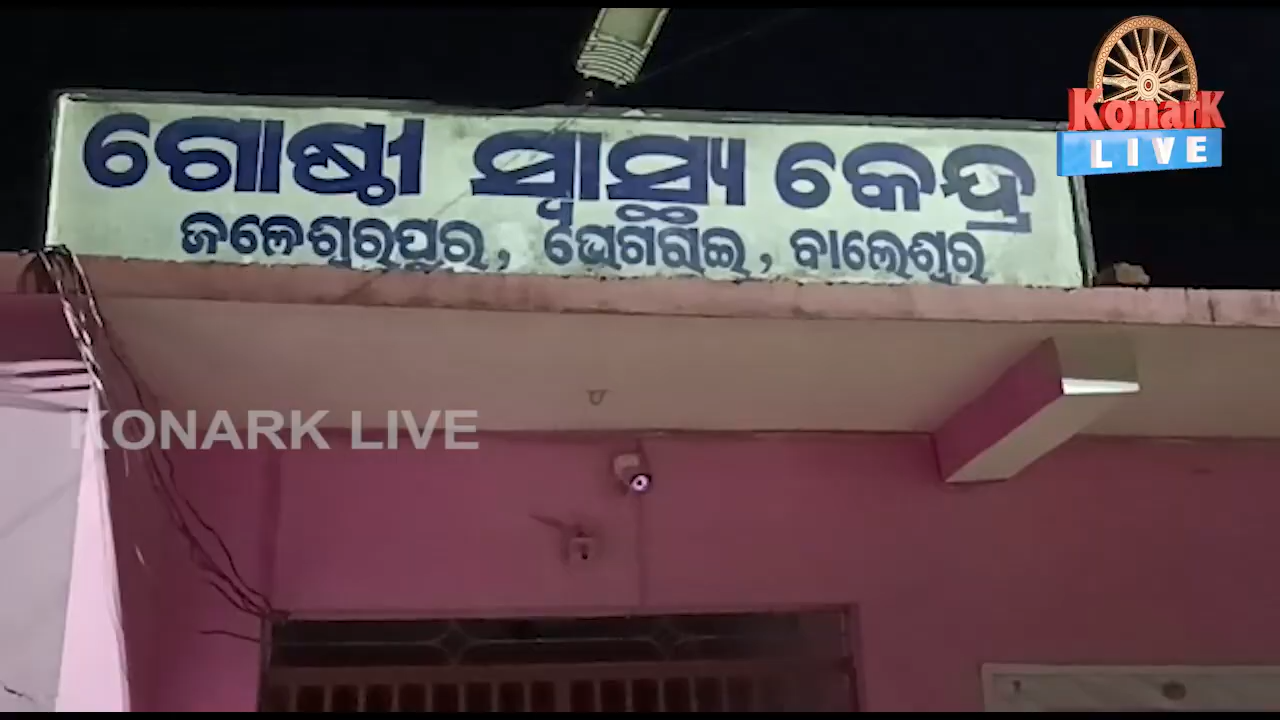 ଗୋଷ୍ଠୀ ସ୍ୱାସ୍ଥ୍ୟ କେନ୍ଦ୍ର
ଜଳେଶ୍ୱରପୁର, ଭୋଗରାଇ, ବାଲେଶ୍ୱର
Konark
LIVE
KONARK LIVE